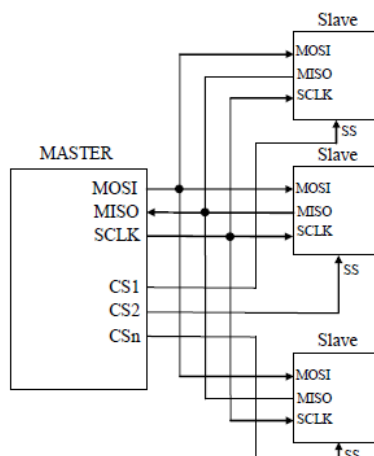 Slave
MOSI
MISO
SCLK
SS
MASTER
Slave
MOSI
MOSI
MISO
MISO
SCLK
SCLK
SS
CS1
CS2
CSn
Slave
MOSI
MISO
SCLK
SS